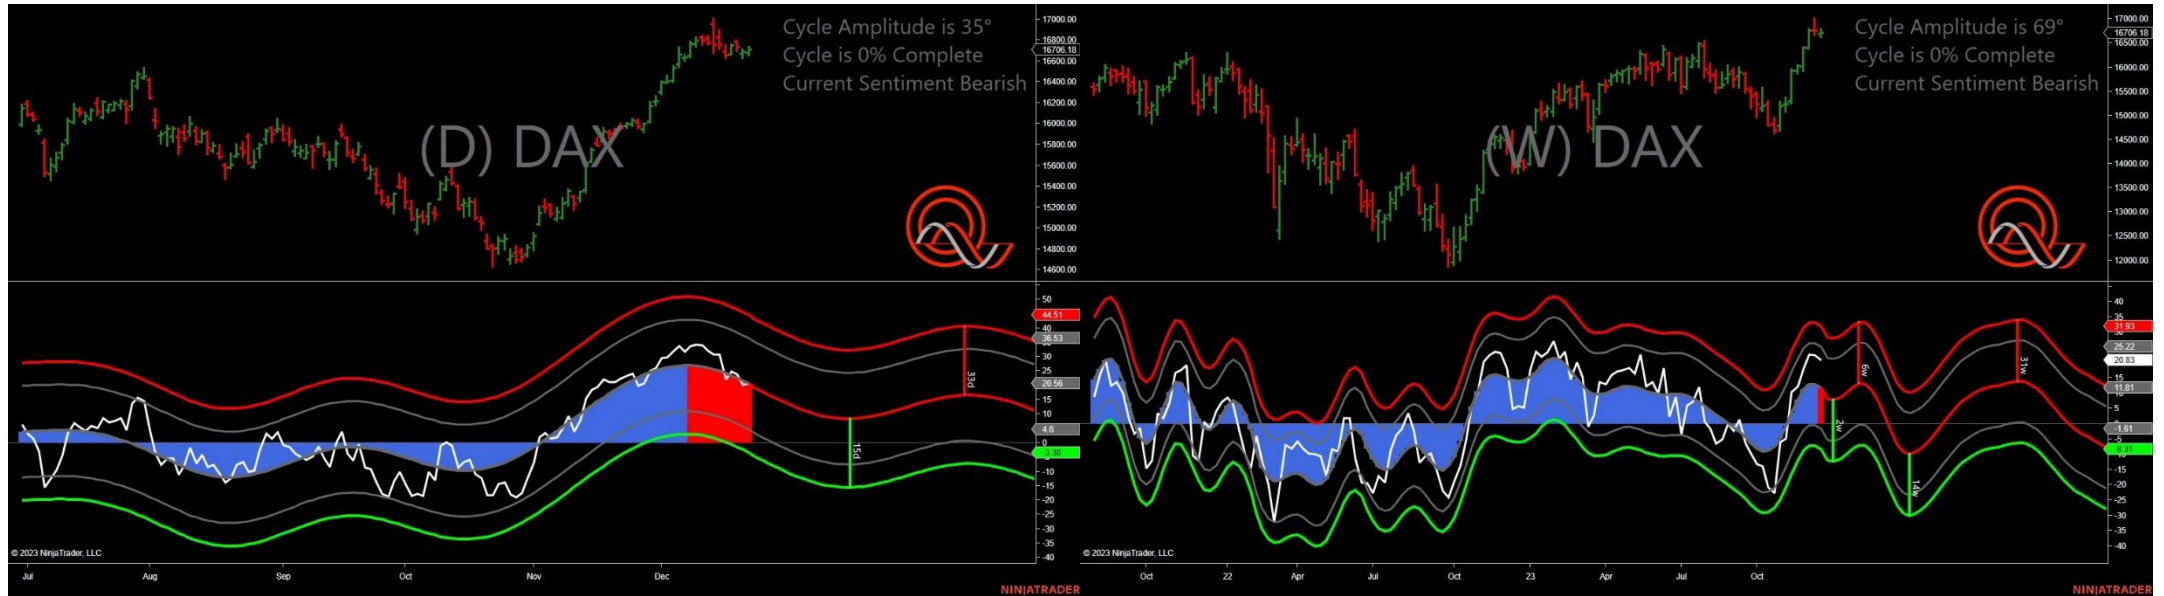 Cycle Amplitude is 35°
Cycle is 0% Complete
Current Sentiment Bearish
(D) DAX
17000.00
16800.00
16706.18
16600.00
16400.00
16200.00
16000.00
15800.00
15600.00
15400.00
15200.00
15000.00
14800.00
14600.00
50
44.51
40
36.53
30
25
20.56
15
10
4.6
0
-3.38
-10
-15
-20
-25
-30
-35
-40
33d
15d
© 2023 NinjaTrader, LLC
Jul
Aug
Sep
Oct
Nov
Dec
NINJATRADER
Cycle Amplitude is 69°
Cycle is 0% Complete
Current Sentiment Bearish
(W) DAX
17000.00
16706.18
16500.00
16000.00
15500.00
15000.00
14500.00
14000.00
13500.00
13000.00
12500.00
12000.00
40
35
31.93
25.22
20.83
15
11.81
5
-1.61
-5
-8.31
-15
-20
-25
-30
-35
-40
6w
31w
2w
14w
© 2023 NinjaTrader, LLC
Oct
22
Apr
Jul
Oct
23
Apr
Jul
Oct
NINJATRADER